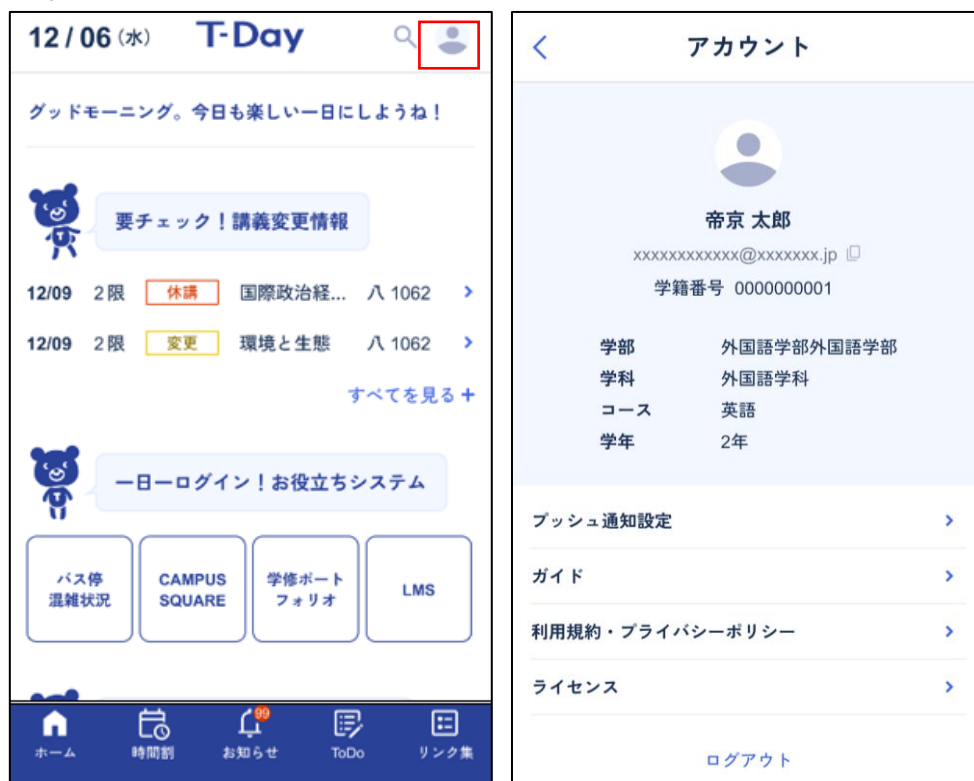 12 / 06 (水)
T-Day
グッドモーニング。今日も楽しい一日にしようね！
要チェック！講義変更情報
12/09 2限 休講 国際政治経... 八 1062
12/09 2限 変更 環境と生態 八 1062
すべてを見る+
一日一ログイン！お役立ちシステム
バス停
混雑状況
CAMPUS
SQUARE
学修ポート
フォリオ
LMS
T
99
ホーム 時間割 お知らせ ToDo リンク集
アカウント
帝京 太郎
xxxxxxxxxxxx@xxxxxxx.jp
学籍番号 0000000001
学部 外国語学部外国語学部
学科 外国語学科
コース 英語
学年 2年
プッシュ通知設定
ガイド
利用規約・プライバシーポリシー
ライセンス
ログアウト